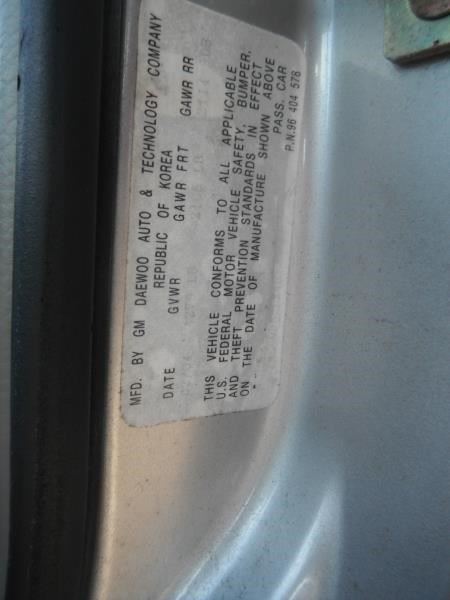 MFD. BY GM DAEWOO AUTO & TECHNOLOGY COMPANY
REPUBLIC OF KOREA
DATE GVWR GAWR FRT GAWR RR
THIS VEHICLE CONFORMS TO ALL APPLICABLE
U.S. FEDERAL MOTOR VEHICLE SAFETY, BUMPER,
AND THEFT PREVENTION STANDARDS IN EFFECT
ON THE DATE OF MANUFACTURE SHOWN ABOVE
PASS. CAR
P.N.96 404 578